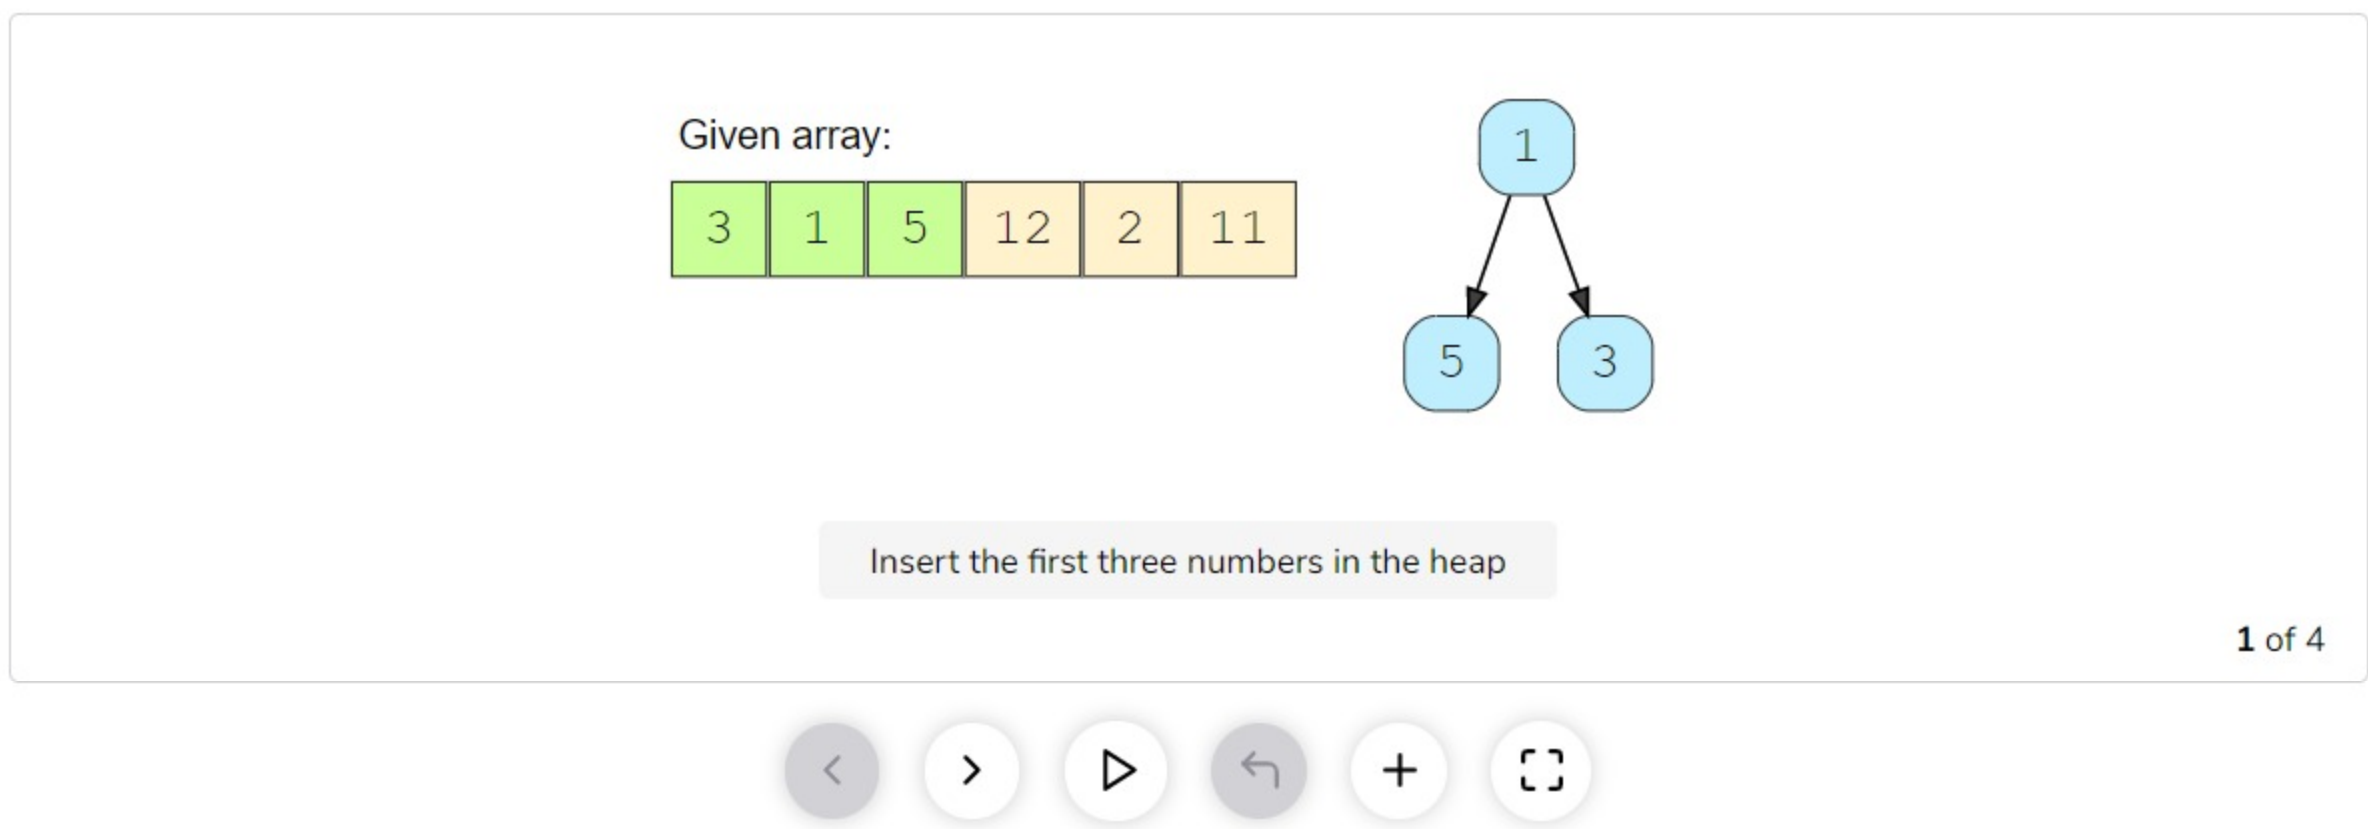 Given array:
3 1 5 12 2 11
1
5 3
Insert the first three numbers in the heap
1 of 4